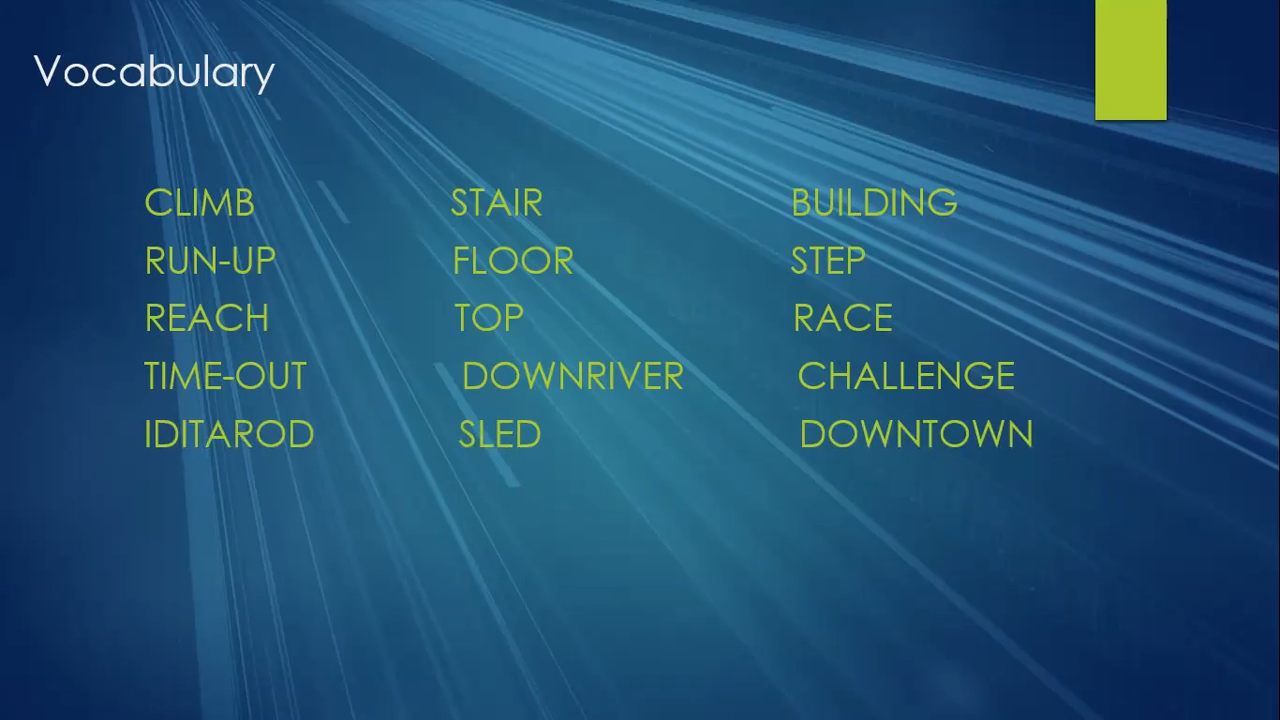 Vocabulary
CLIMB STAIR BUILDING
RUN-UP FLOOR STEP
REACH TOP RACE
TIME-OUT DOWNRIVER CHALLENGE
IDITAROD SLED DOWNTOWN